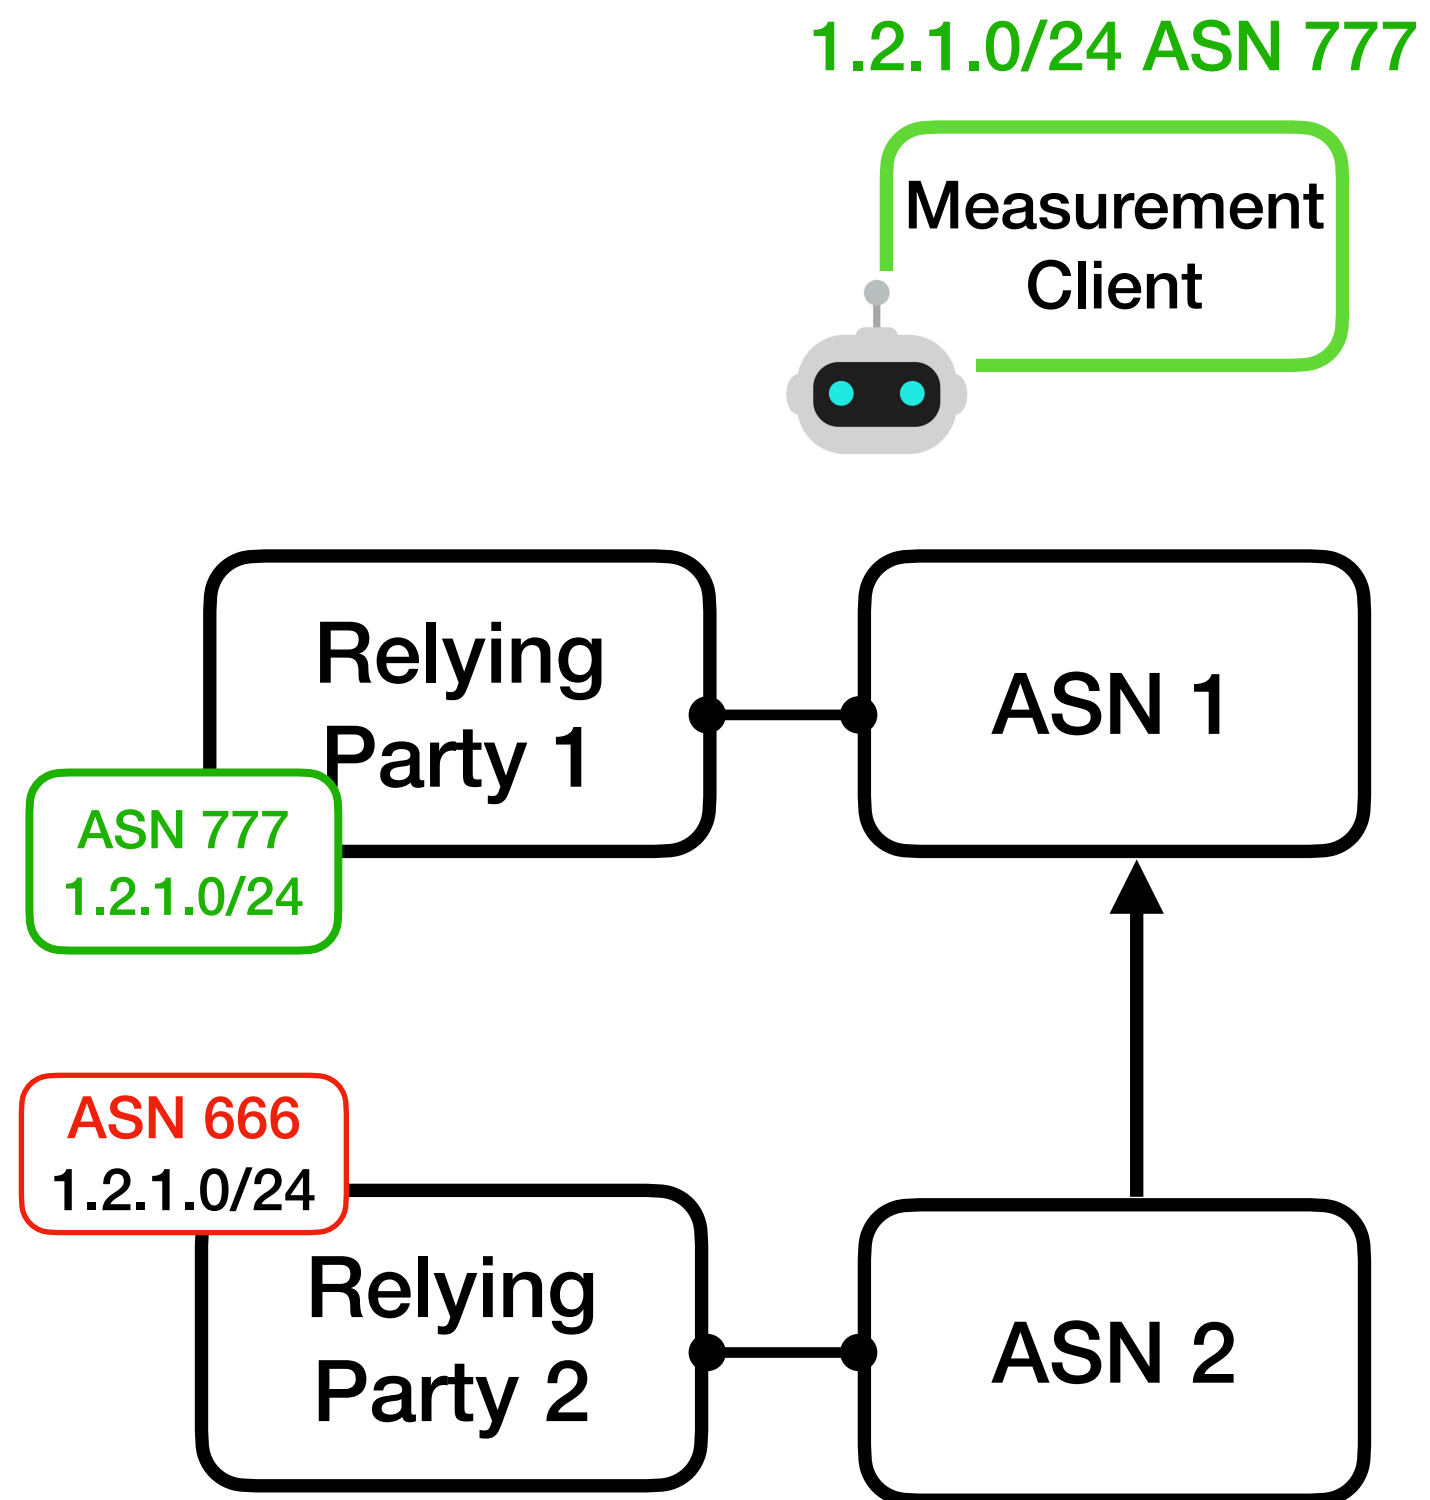 1.2.1.0/24 ASN 777
Measurement
Client
Relying
Party 1
ASN 1
ASN 777
1.2.1.0/24
ASN 666
1.2.1.0/24
Relying
Party 2
ASN 2